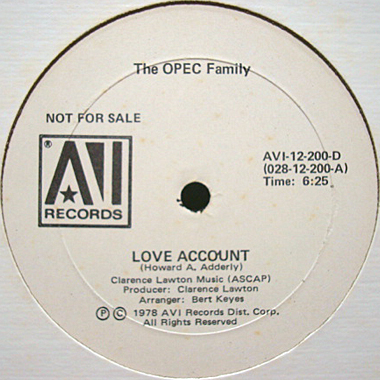 The OPEC Family
NOT FOR SALE
® AVI
RECORDS
AVI-12-200-D
(028-12-200-A)
Time: 6:25
LOVE ACCOUNT
(Howard A. Adderly)
Clarence Lawton Music (ASCAP)
Producer: Clarence Lawton
Arranger: Bert Keyes
Ⓟ © 1978 AVI Records Dist. Corp.
All Rights Reserved